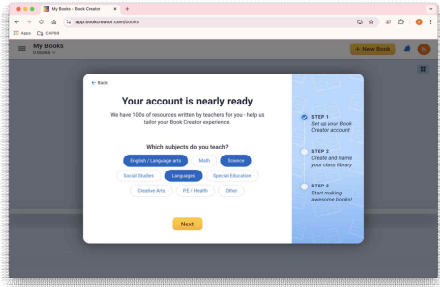 My Books - Book Creator
app.bookcreator.com/books
Apps
CAPES
My Books
0 BOOKS
+ New Book
← Back
Your account is nearly ready
We have 100s of resources written by teachers for you - help us
tailor your Book Creator experience.
Which subjects do you teach?
English / Language arts Math Science
Social Studies Languages Special Education
Creative Arts P.E / Health Other
Next
STEP 1
Set up your Book
Creator account
STEP 2
Create and name
your class library
STEP 3
Start making
awesome books!